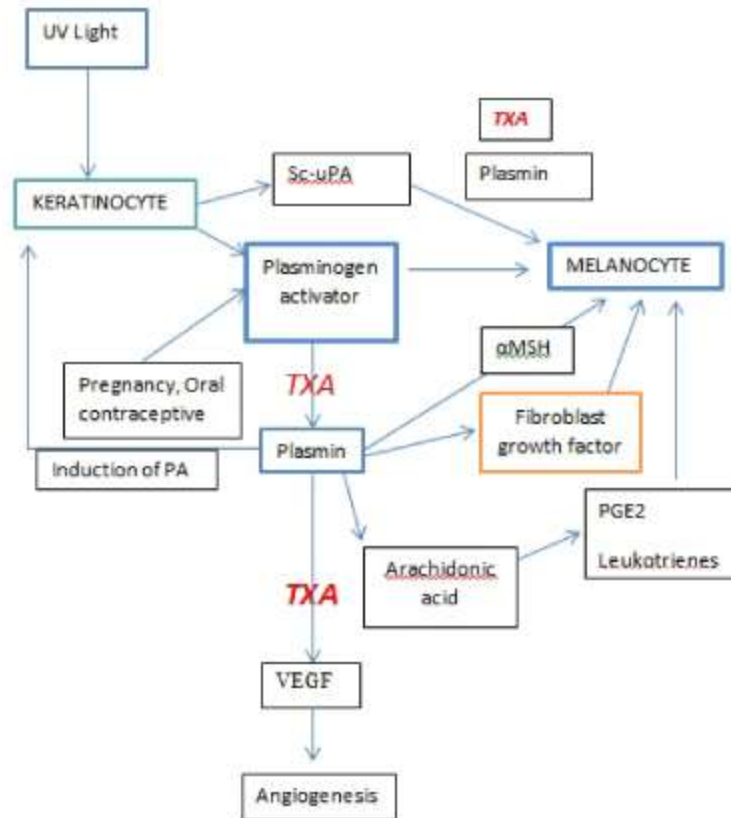 UV Light
TXA
Sc-uPA
Plasmin
KERATINOCYTE
Plasminogen
activator
MELANOCYTE
αMSH
Pregnancy, Oral
contraceptive
TXA
Fibroblast
growth factor
Plasmin
Induction of PA
PGE2
Leukotrienes
Arachidonic
acid
TXA
VEGF
Angiogenesis